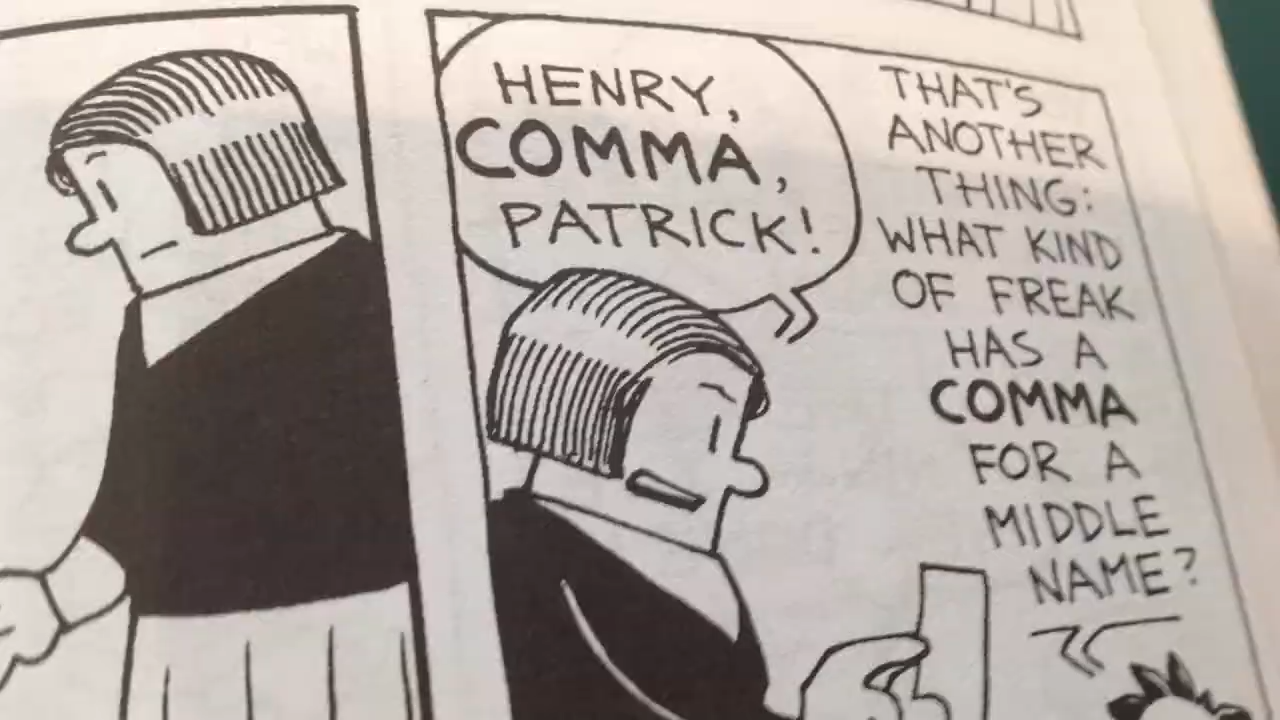 HENRY,
COMMA,
PATRICK!
THAT'S
ANOTHER
THING:
WHAT KIND
OF FREAK
HAS A
COMMA
FOR A
MIDDLE
NAME?